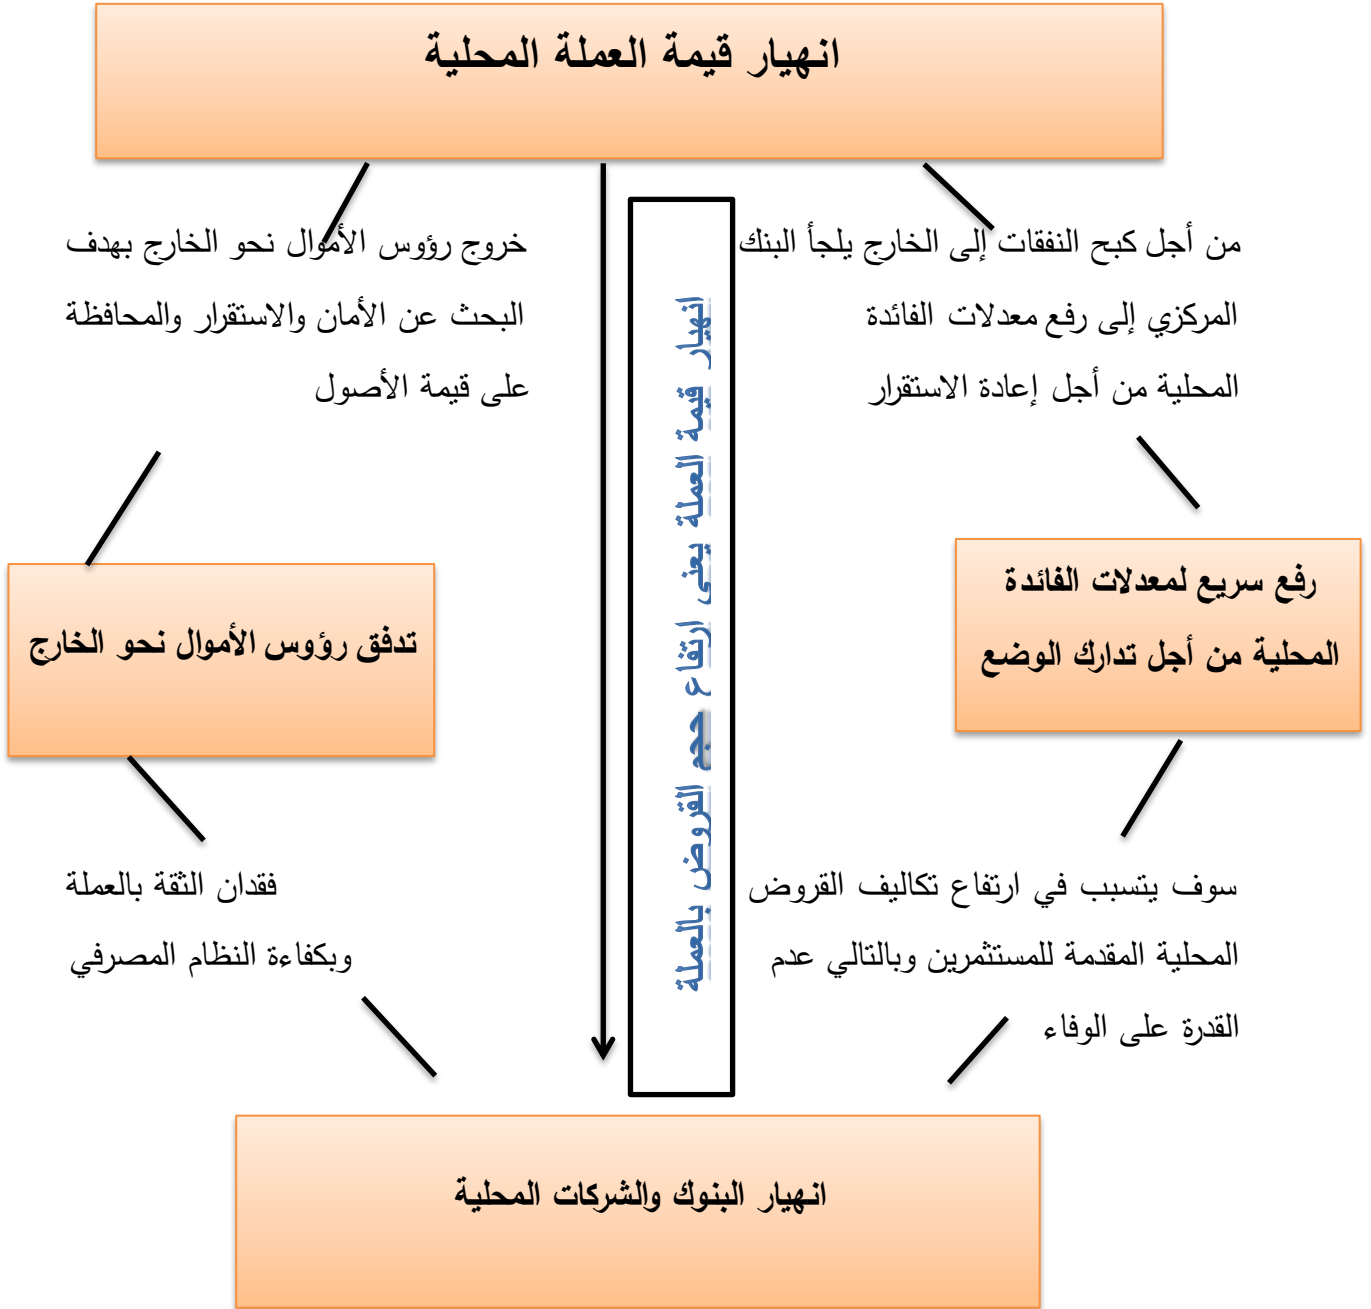 انهيار قيمة العملة المحلية
من أجل كبح النفقات إلى الخارج يلجأ البنك
المركزي إلى رفع معدلات الفائدة
المحلية من أجل إعادة الاستقرار
خروج رؤوس الأموال نحو الخارج بهدف
البحث عن الأمان والاستقرار والمحافظة
على قيمة الأصول
انهيار قيمة العملة يعني ارتفاع حجم القروض بالعملة
رفع سريع لمعدلات الفائدة
المحلية من أجل تدارك الوضع
تدفق رؤوس الأموال نحو الخارج
سوف يتسبب في ارتفاع تكاليف القروض
المحلية المقدمة للمستثمرين وبالتالي عدم
القدرة على الوفاء
فقدان الثقة بالعملة
وبكفاءة النظام المصرفي
انهيار البنوك والشركات المحلية